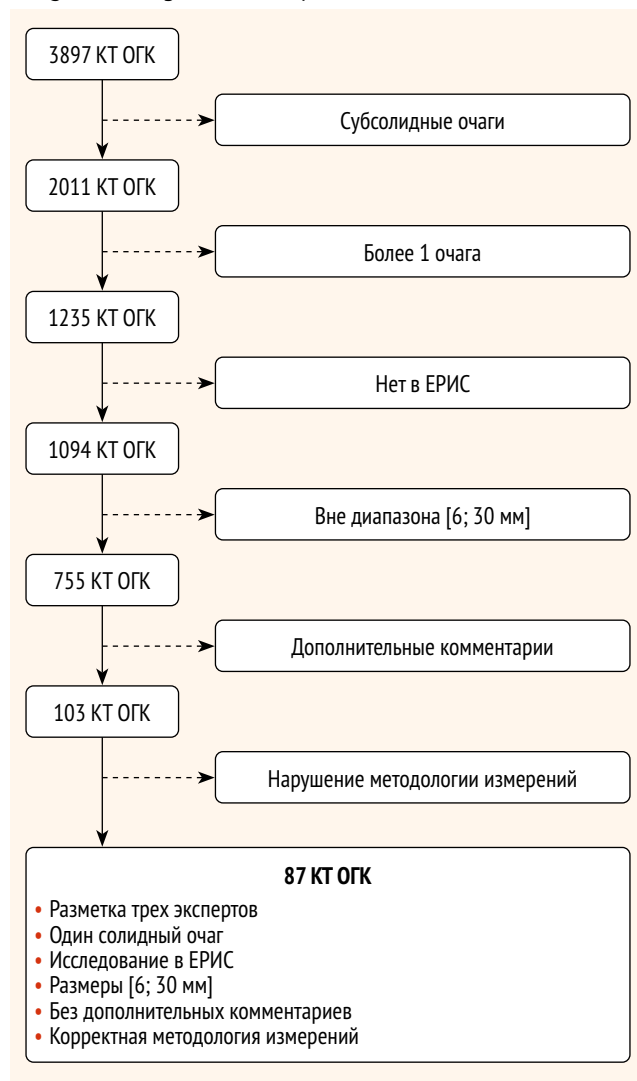 3897 КТ ОГК
Субсолидные очаги
2011 КТ ОГК
Более 1 очага
1235 КТ ОГК
Нет в ЕРИС
1094 КТ ОГК
Вне диапазона [6; 30 мм]
755 КТ ОГК
Дополнительные комментарии
103 КТ ОГК
Нарушение методологии измерений
87 КТ ОГК
• Разметка трех экспертов
• Один солидный очаг
• Исследование в ЕРИС
• Размеры [6; 30 мм]
• Без дополнительных комментариев
• Корректная методология измерений